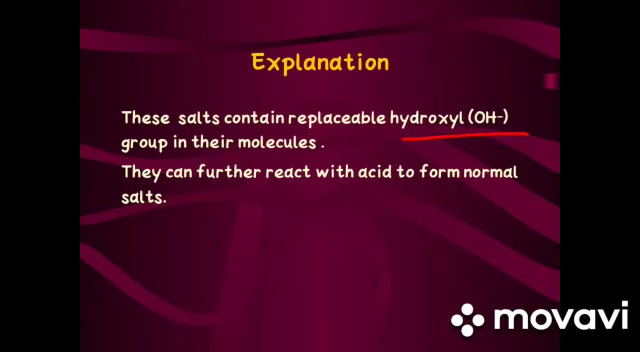 Explanation
These salts contain replaceable hydroxyl (OH-)
group in their molecules .
They can further react with acid to form normal
salts.
movavi